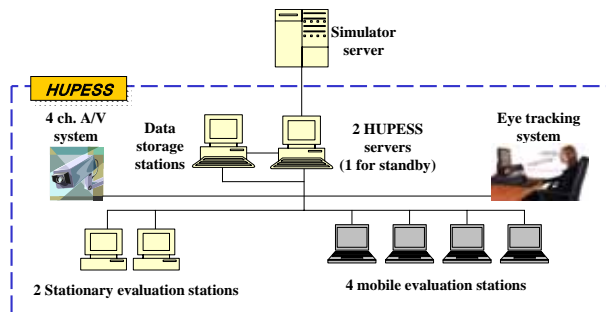 Simulator
server
HUPESS
4 ch. A/V
system
Data
storage
stations
2 HUPESS
servers
(1 for standby)
Eye tracking
system
2 Stationary evaluation stations
4 mobile evaluation stations